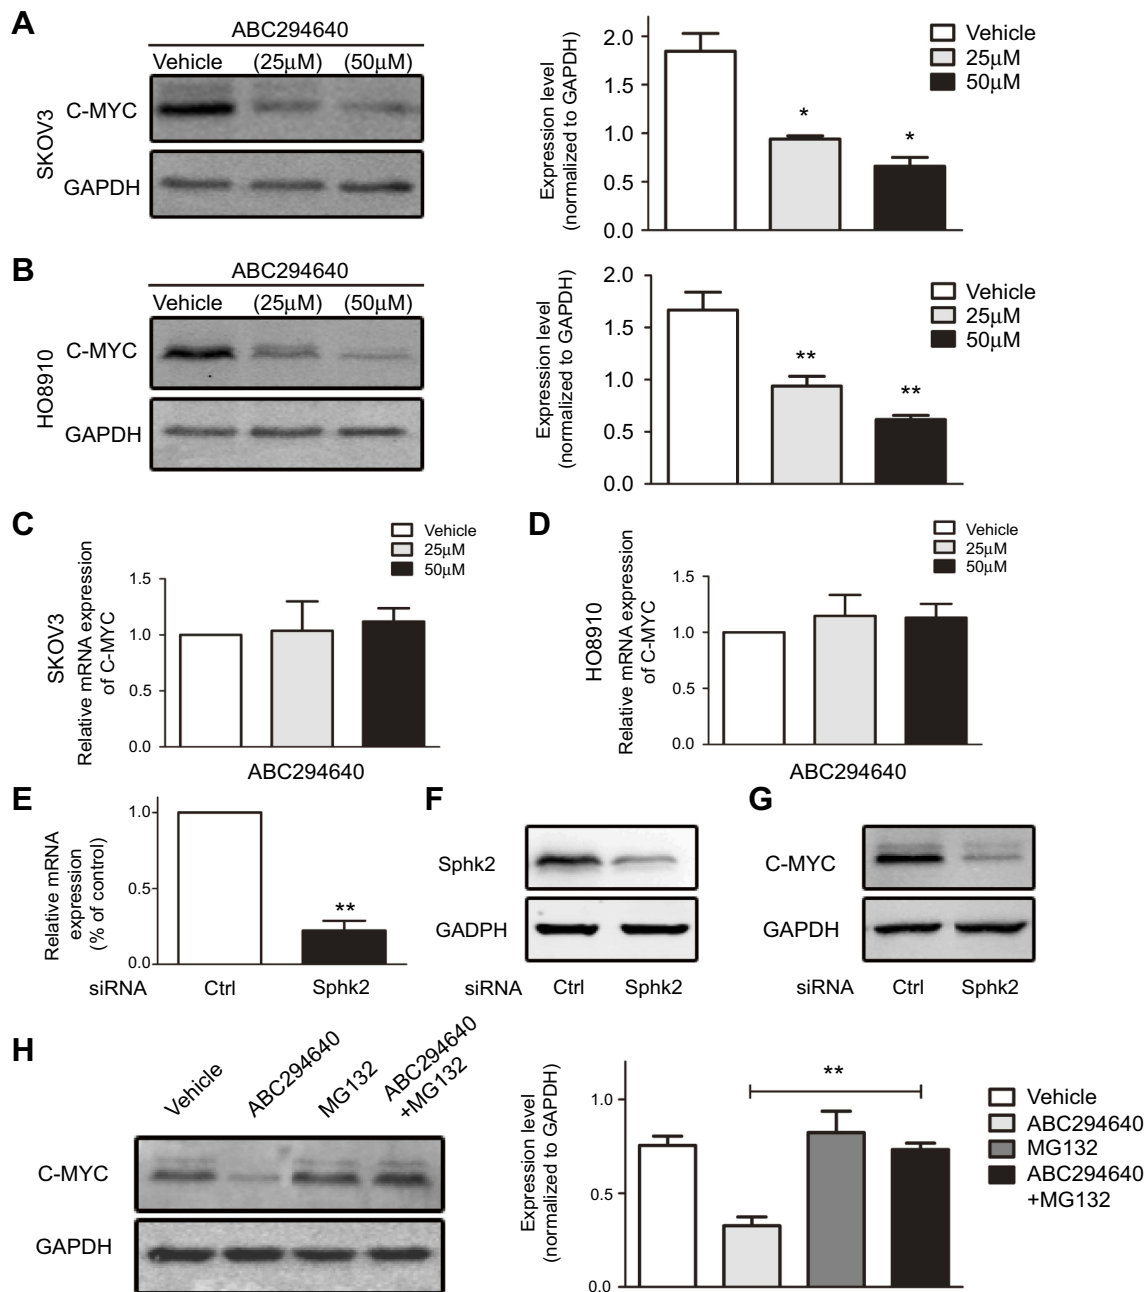 A
ABC294640
Vehicle (25μM) (50μM)
SKOV3
C-MYC
GAPDH
Expression level
(normalized to GAPDH)
2.0
1.5
1.0
0.5
0.0
*
*
Vehicle
25μM
50μM
B
ABC294640
Vehicle (25μM) (50μM)
HO8910
C-MYC
GAPDH
Expression level
(normalized to GAPDH)
2.0
1.5
1.0
0.5
0.0
**
**
Vehicle
25μM
50μM
C
SKOV3
Relative mRNA expression
of C-MYC
1.5
1.0
0.5
0.0
Vehicle
25μM
50μM
ABC294640
D
HO8910
Relative mRNA expression
of C-MYC
1.5
1.0
0.5
0.0
Vehicle
25μM
50μM
ABC294640
E
Relative mRNA
expression
(% of control)
1.0
0.5
0.0
**
siRNA Ctrl Sphk2
F
Sphk2
GADPH
siRNA Ctrl Sphk2
G
C-MYC
GAPDH
siRNA Ctrl Sphk2
H
Vehicle
ABC294640
MG132
ABC294640
+MG132
C-MYC
GAPDH
Expression level
(normalized to GAPDH)
1.0
0.5
0.0
**
Vehicle
ABC294640
MG132
ABC294640
+MG132